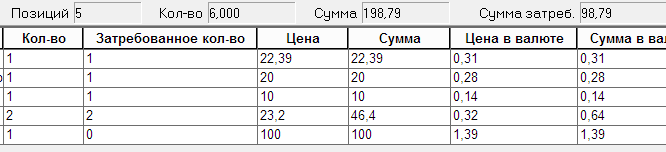 Позиций 5 Кол-во 6,000 Сумма 198,79 Сумма затреб. 98,79
Кол-во Затребованное кол-во Цена Сумма Цена в валюте Сумма в вал
1 1 22,39 22,39 0,31 0,31
1 1 20 20 0,28 0,28
1 1 10 10 0,14 0,14
2 2 23,2 46,4 0,32 0,64
1 0 100 100 1,39 1,39